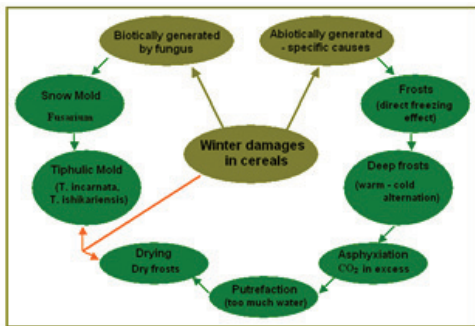 Biotically generated
by fungus
Abiotically generated
- specific causes
Snow Mold
Fusarium
Frosts
(direct freezing
effect)
Winter damages
in cereals
Tiphulic Mold
(T. incarnata,
T. ishikariensis)
Deep frosts
(warm - cold
alternation)
Drying
Dry frosts
Asphyxiation
CO2 in excess
Putrefaction
(too much water)